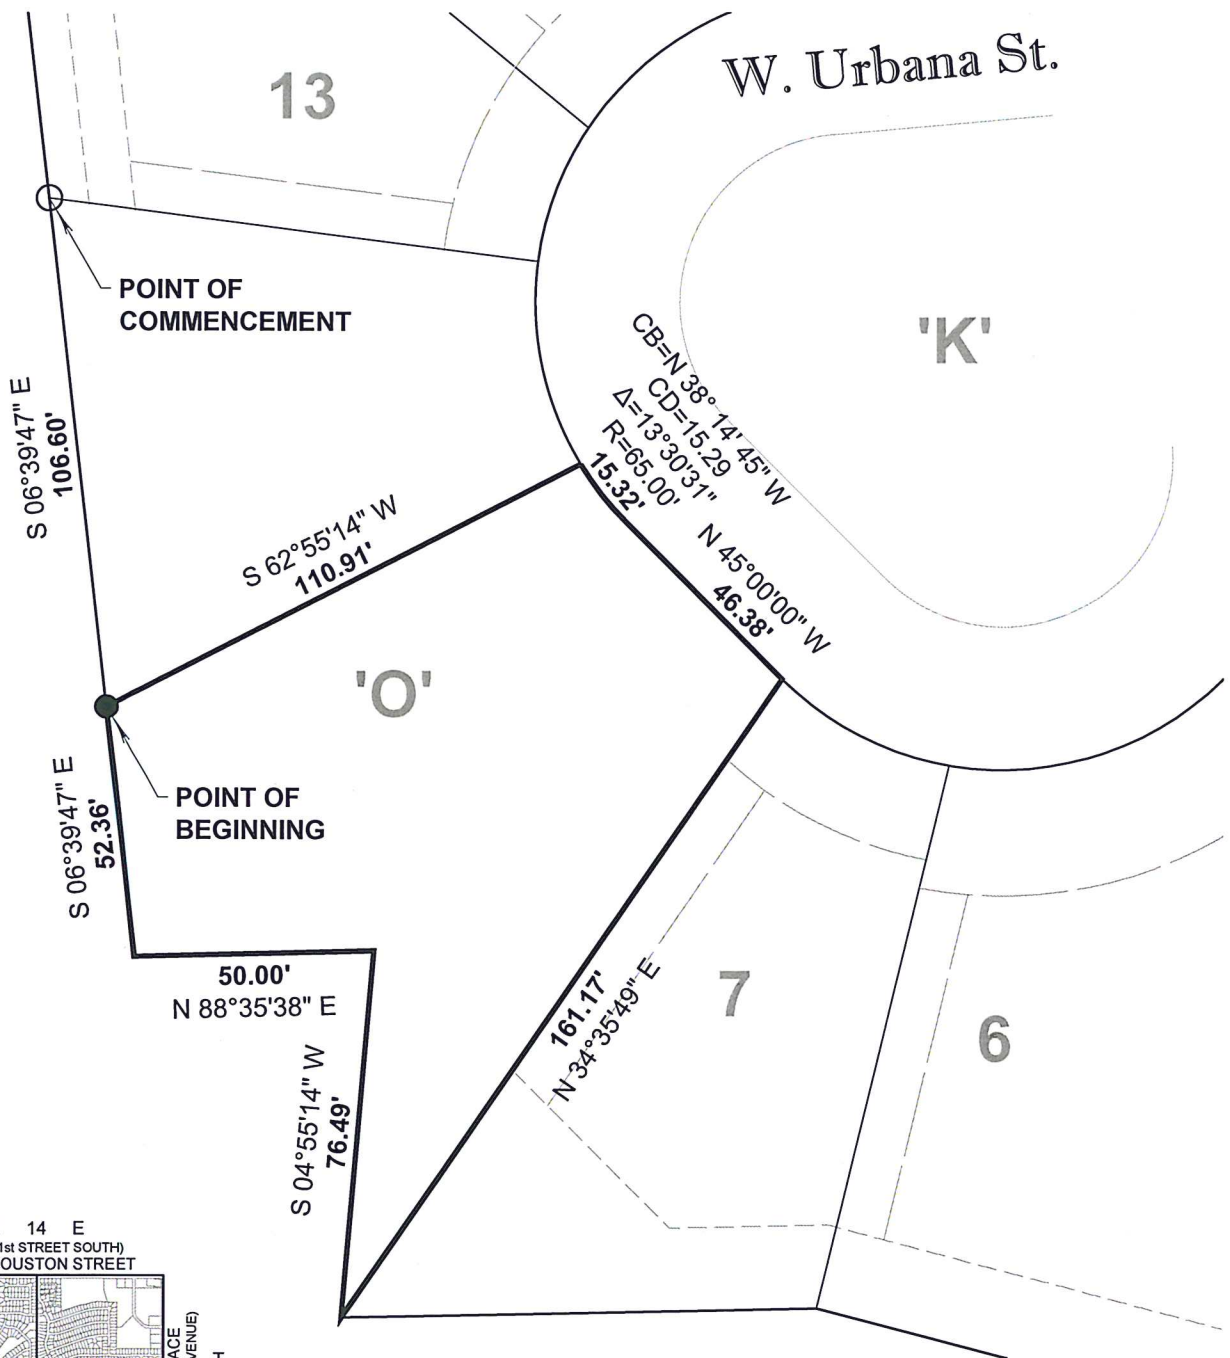 W. Urbana St.
13
POINT OF
COMMENCEMENT
'K'
CB=N 38° 14' 45" W
CD=15.29
Δ=13°30'31"
R=65.00'
15.32'
S 06°39'47" E
106.60'
S 62°55'14" W
110.91'
N 45°00'00" W
46.38'
'O'
POINT OF
BEGINNING
S 06°39'47" E
52.36'
50.00'
N 88°35'38" E
161.17'
N 34°35'49" E
7
6
S 04°55'14" W
76.49'
14 E
1st STREET SOUTH)
OUSTON STREET
ACE
VENUE)